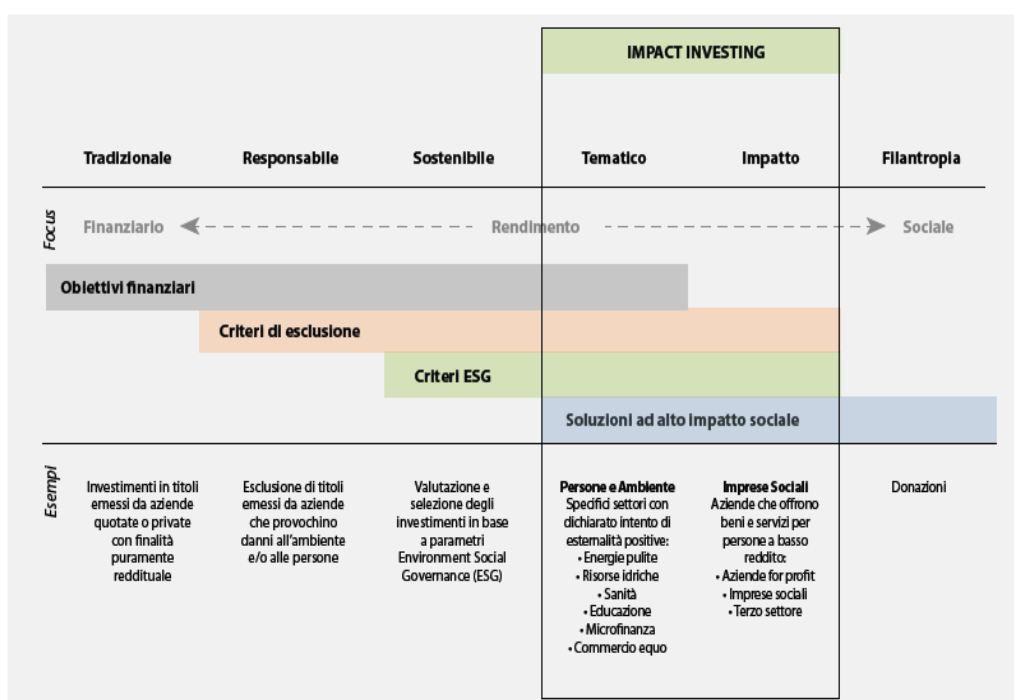 IMPACT INVESTING
Tradizionale
Responsabile
Sostenibile
Tematico
Impatto
Filantropia
Focus
Finanziario
Rendimento
Sociale
Obiettivi finanziari
Criteri di esclusione
Criteri ESG
Soluzioni ad alto impatto sociale
Esempi
Investimenti in titoli
emessi da aziende
quotate o private
con finalità
puramente
reddituale
Esclusione di titoli
emessi da aziende
che provochino
danni all'ambiente
e/o alle persone
Valutazione e
selezione degli
investimenti in base
a parametri
Environment Social
Governance (ESG)
Persone e Ambiente
Specifici settori con
dichiarato intento di
esternalità positive:
• Energie pulite
• Risorse idriche
• Sanità
• Educazione
• Microfinanza
• Commercio equo
Imprese Sociali
Aziende che offrono
beni e servizi per
persone a basso
reddito:
• Aziende for profit
• Imprese sociali
• Terzo settore
Donazioni